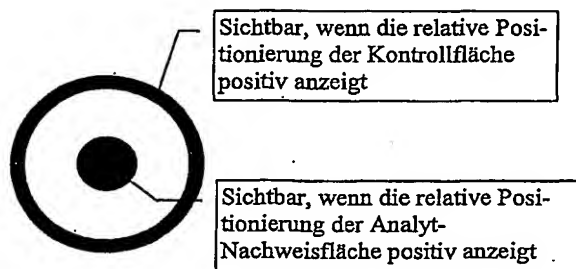 Sichtbar, wenn die relative Posi-
tionierung der Kontrollfläche
positiv anzeigt
Sichtbar, wenn die relative Posi-
tionierung der Analyt-
Nachweisfläche positiv anzeigt